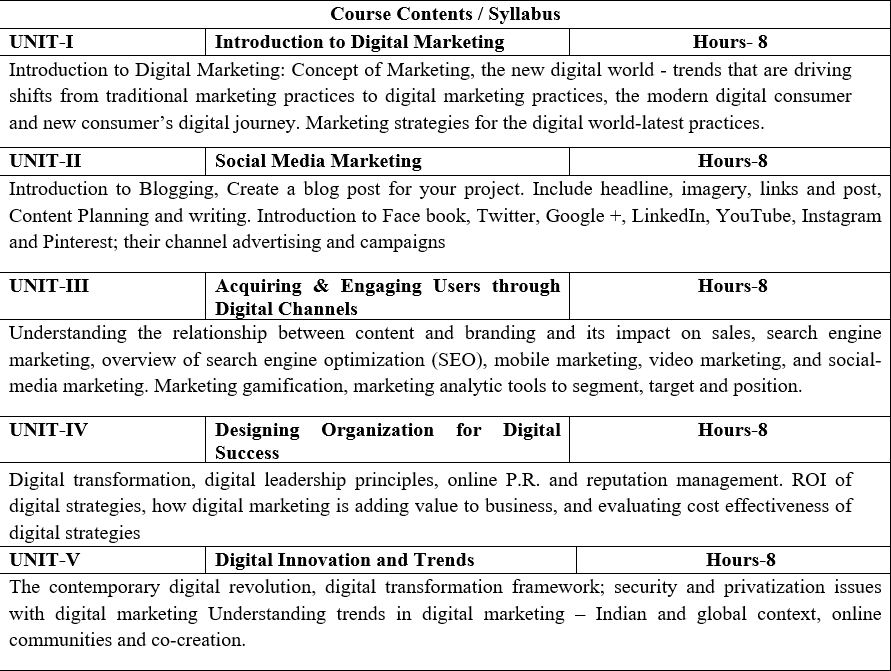 Course Contents / Syllabus
UNIT-I Introduction to Digital Marketing Hours- 8
Introduction to Digital Marketing: Concept of Marketing, the new digital world - trends that are driving
shifts from traditional marketing practices to digital marketing practices, the modern digital consumer
and new consumer's digital journey. Marketing strategies for the digital world-latest practices.
UNIT-II Social Media Marketing Hours-8
Introduction to Blogging, Create a blog post for your project. Include headline, imagery, links and post,
Content Planning and writing. Introduction to Face book, Twitter, Google +, LinkedIn, YouTube, Instagram
and Pinterest; their channel advertising and campaigns
UNIT-III Acquiring & Engaging Users through Hours-8
Digital Channels
Understanding the relationship between content and branding and its impact on sales, search engine
marketing, overview of search engine optimization (SEO), mobile marketing, video marketing, and social-
media marketing. Marketing gamification, marketing analytic tools to segment, target and position.
UNIT-IV Designing Organization for Digital Hours-8
Success
Digital transformation, digital leadership principles, online P.R. and reputation management. ROI of
digital strategies, how digital marketing is adding value to business, and evaluating cost effectiveness of
digital strategies
UNIT-V Digital Innovation and Trends Hours-8
The contemporary digital revolution, digital transformation framework; security and privatization issues
with digital marketing Understanding trends in digital marketing – Indian and global context, online
communities and co-creation.